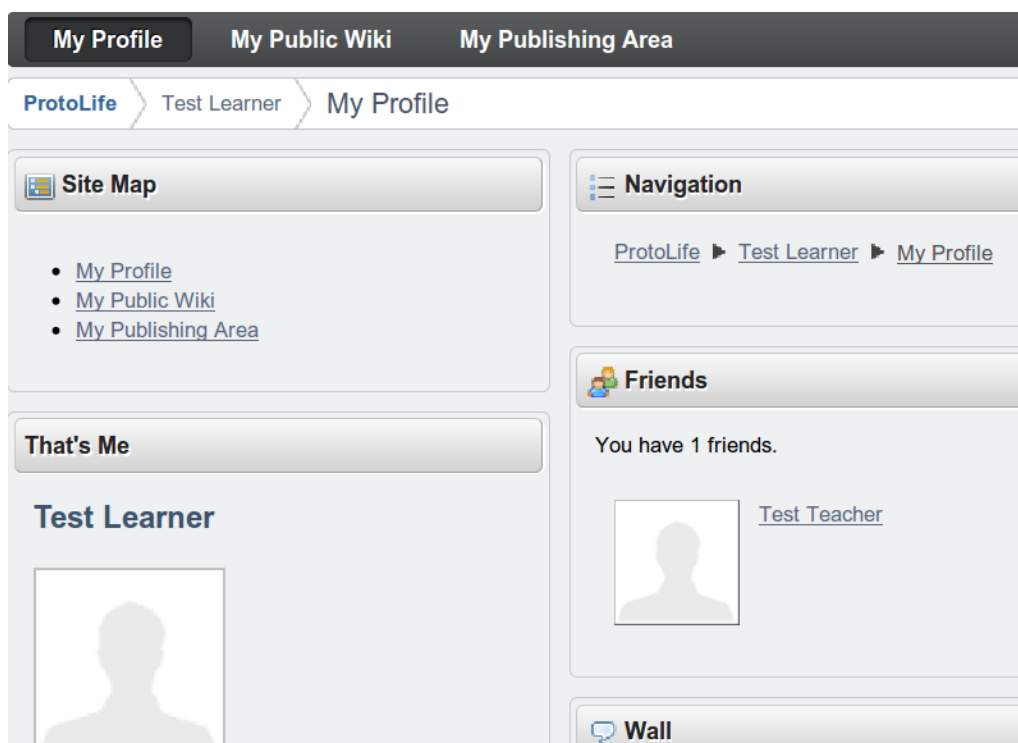 My Profile My Public Wiki My Publishing Area
ProtoLife Test Learner My Profile
Site Map
My Profile
My Public Wiki
My Publishing Area
That's Me
Test Learner
Navigation
ProtoLife Test Learner My Profile
Friends
You have 1 friends.
Test Teacher
Wall